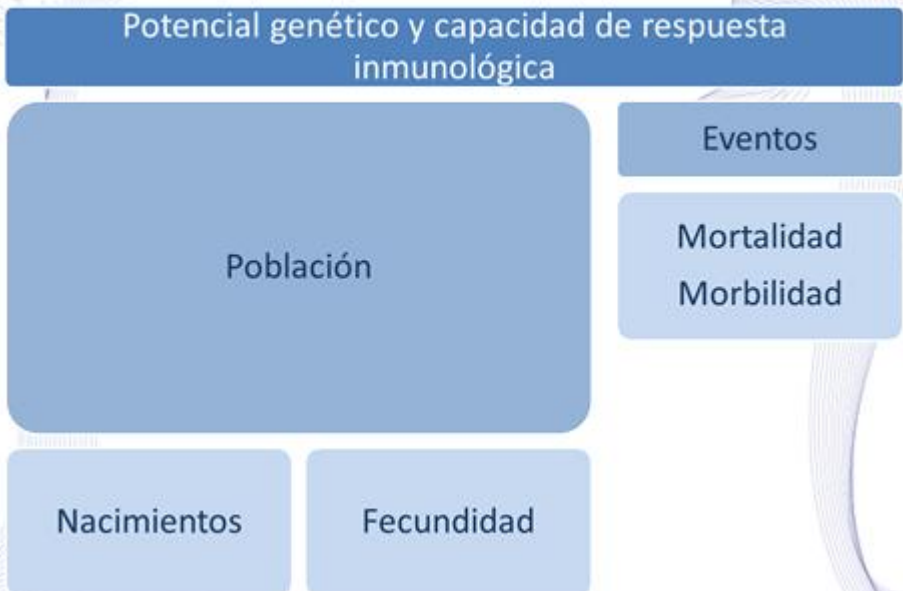 Potencial genético y capacidad de respuesta
inmunológica
Población
Eventos
Mortalidad
Morbilidad
Nacimientos
Fecundidad